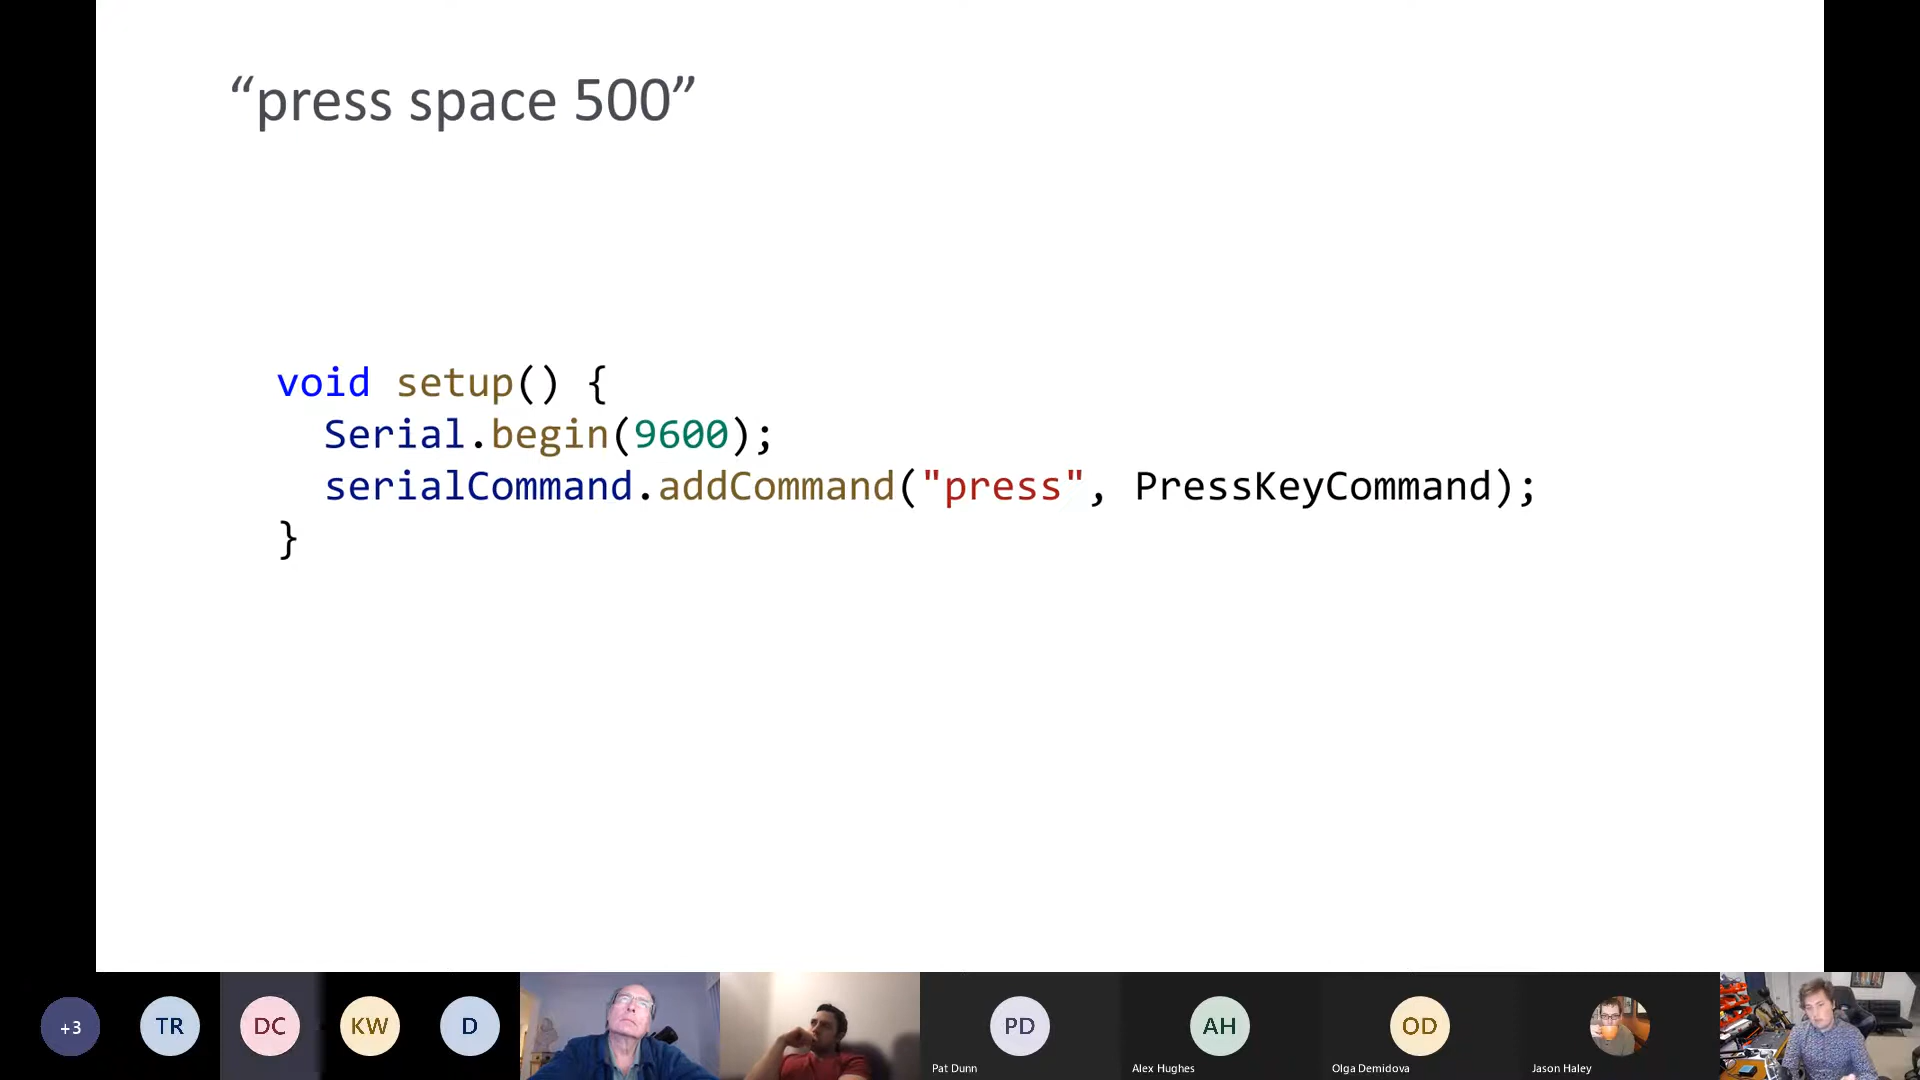 “press space 500”
void setup() {
  Serial.begin(9600);
  serialCommand.addCommand("press", PressKeyCommand);
}
+3
TR
DC
KW
D
PD
AH
OD
Pat Dunn
Alex Hughes
Olga Demidova
Jason Haley